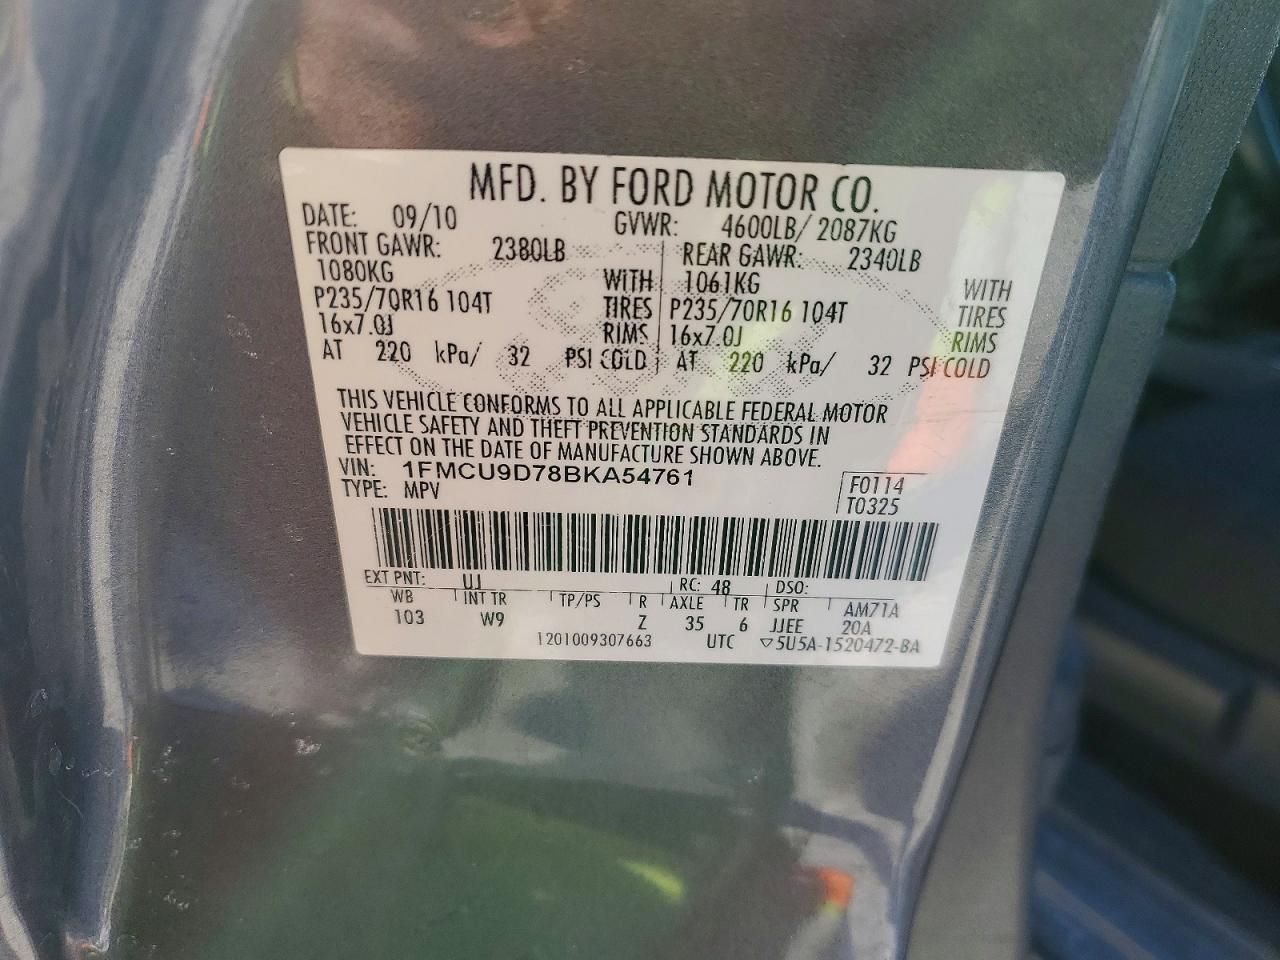 MFD. BY FORD MOTOR CO.
DATE: 09/10 GVWR: 4600LB/ 2087KG
FRONT GAWR: 2380LB REAR GAWR: 2340LB
1080KG WITH 1061KG WITH
P235/70R16 104T TIRES P235/70R16 104T TIRES
16x7.0J RIMS 16x7.0J RIMS
AT 220 kPa/ 32 PSI COLD AT 220 kPa/ 32 PSI COLD
THIS VEHICLE CONFORMS TO ALL APPLICABLE FEDERAL MOTOR
VEHICLE SAFETY AND THEFT PREVENTION STANDARDS IN
EFFECT ON THE DATE OF MANUFACTURE SHOWN ABOVE.
VIN: 1FMCU9D78BKA54761
TYPE: MPV
F0114
T0325
EXT PNT: UJ RC: 48 DSO:
WB INT TR TP/PS R AXLE TR SPR AM71A
103 W9 Z 35 6 JJEE 20A
1201009307663 UTC ▽5U5A-1520472-BA